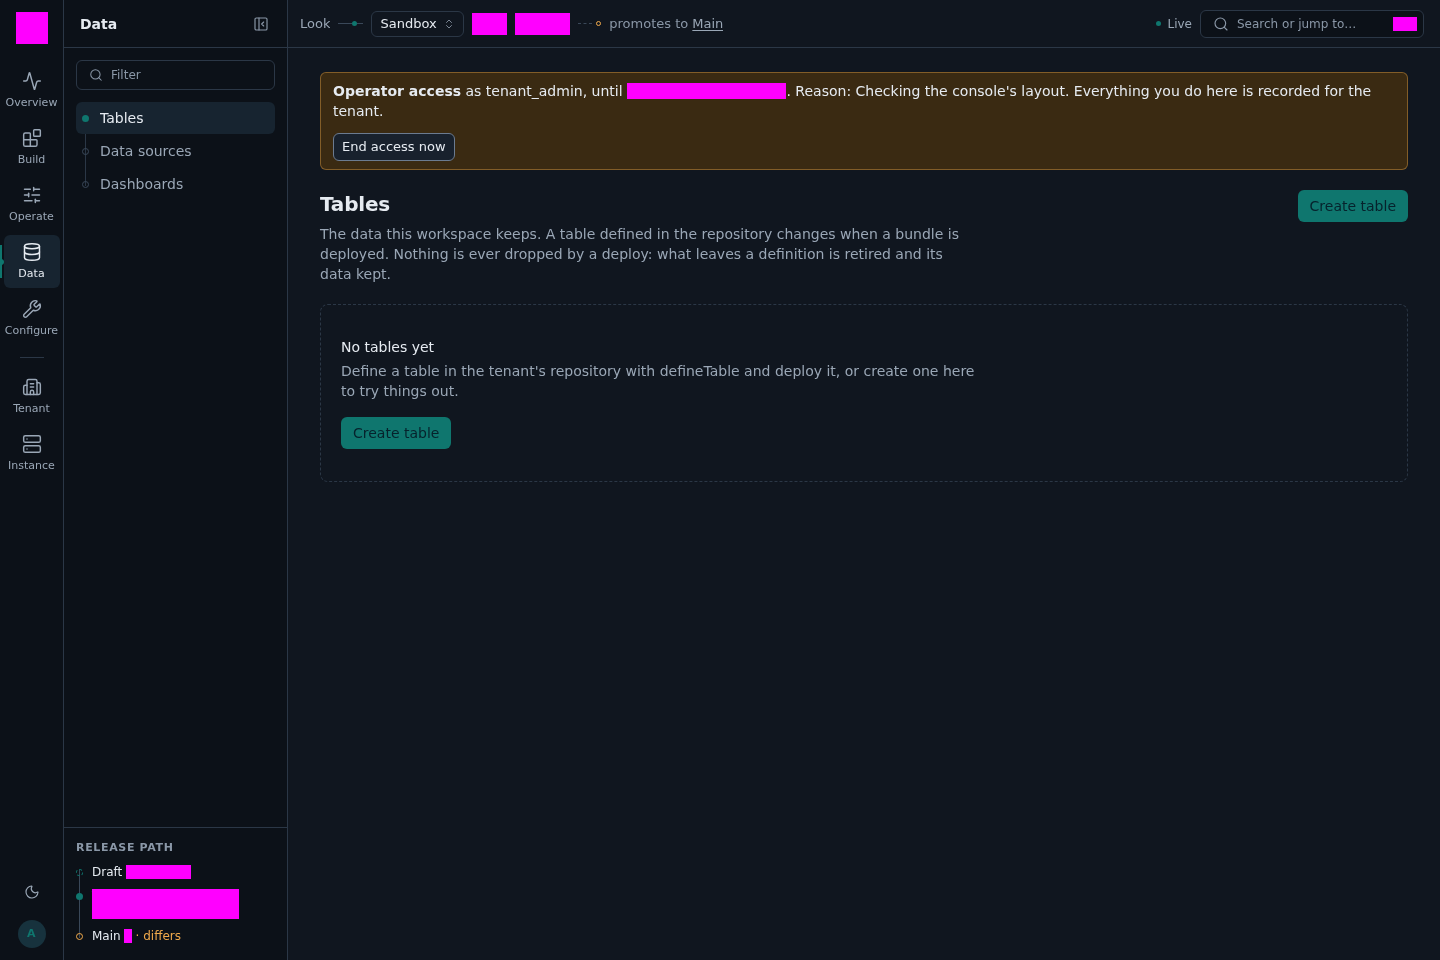 Data
Look
Sandbox
promotes to Main
Live
Search or jump to...
Overview
Build
Operate
Data
Configure
Tenant
Instance
A
Filter
Tables
Data sources
Dashboards
RELEASE PATH
Draft
Main · differs
Operator access as tenant_admin, until . Reason: Checking the console's layout. Everything you do here is recorded for the
tenant.
End access now
Tables
Create table
The data this workspace keeps. A table defined in the repository changes when a bundle is
deployed. Nothing is ever dropped by a deploy: what leaves a definition is retired and its
data kept.
No tables yet
Define a table in the tenant's repository with defineTable and deploy it, or create one here
to try things out.
Create table